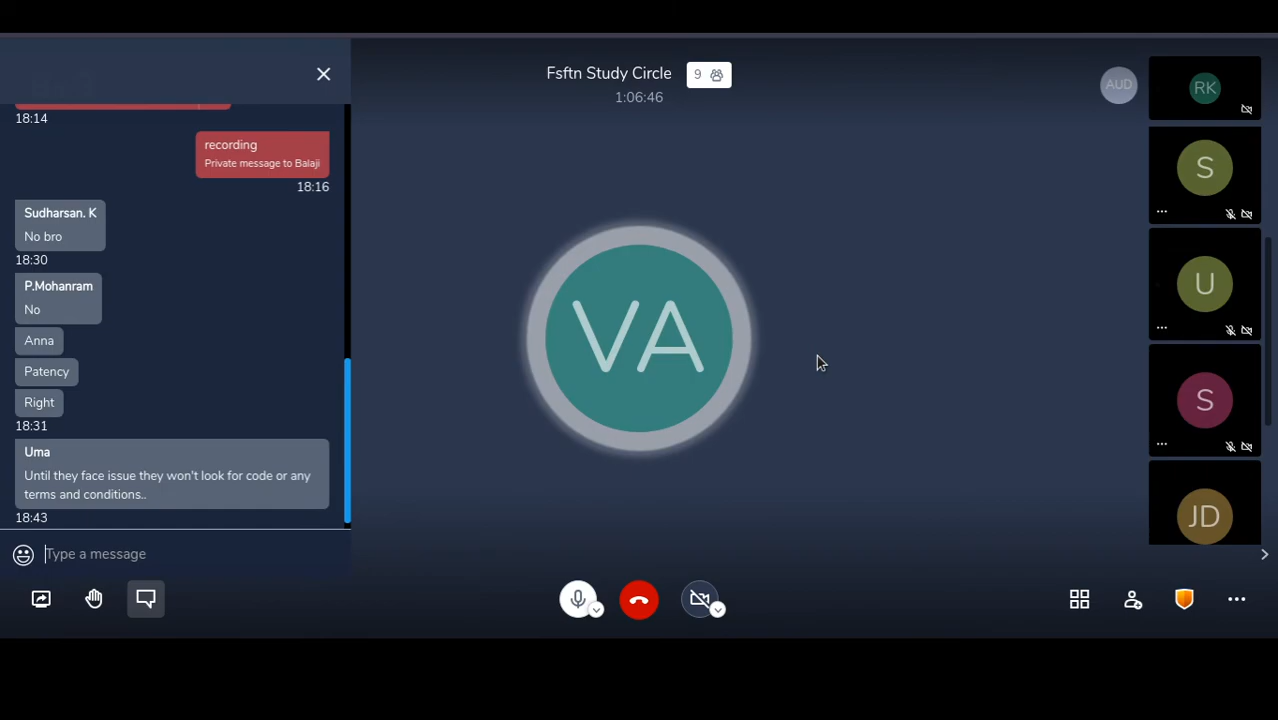 Fsftn Study Circle 9
1:06:46
18:14
recording
Private message to Balaji
18:16
Sudharsan. K
No bro
18:30
P.Mohanram
No
Anna
Patency
Right
18:31
Uma
Until they face issue they won't look for code or any
terms and conditions..
18:43
Type a message
VA
AUD
RK
S
U
S
JD